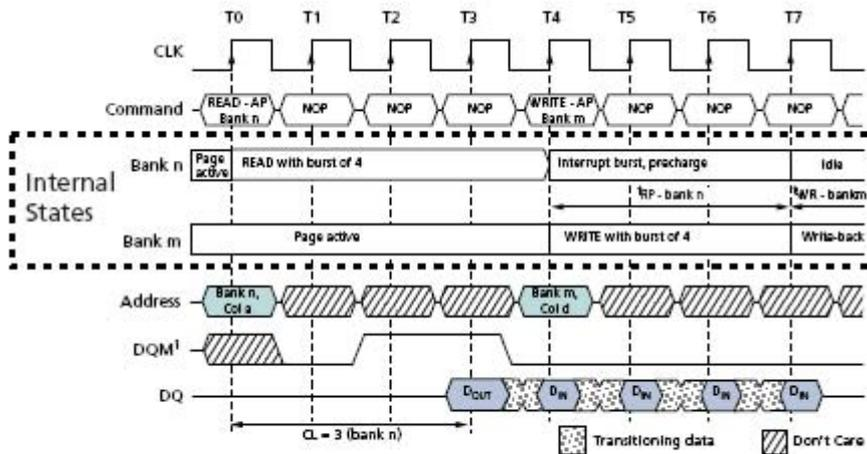 T0 T1 T2 T3 T4 T5 T6 T7
CLK
Command READ - AP Bank n NOP NOP NOP WRITE - AP Bank m NOP NOP NOP
Internal States
Bank n Page active READ with burst of 4 Interrupt burst, precharge Idle
tRP - bank n tWR - bankm
Bank m Page active WRITE with burst of 4 Write-back
Address Bank n, Col a Bank m, Col d
DQM1
DQ DOUT DIN DIN DIN DIN
CL = 3 (bank n)
Transitioning data Don't Care